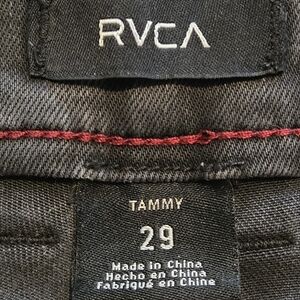 RVCA
TAMMY
29
Made in China
Hecho en China
Fabriqué en Chine